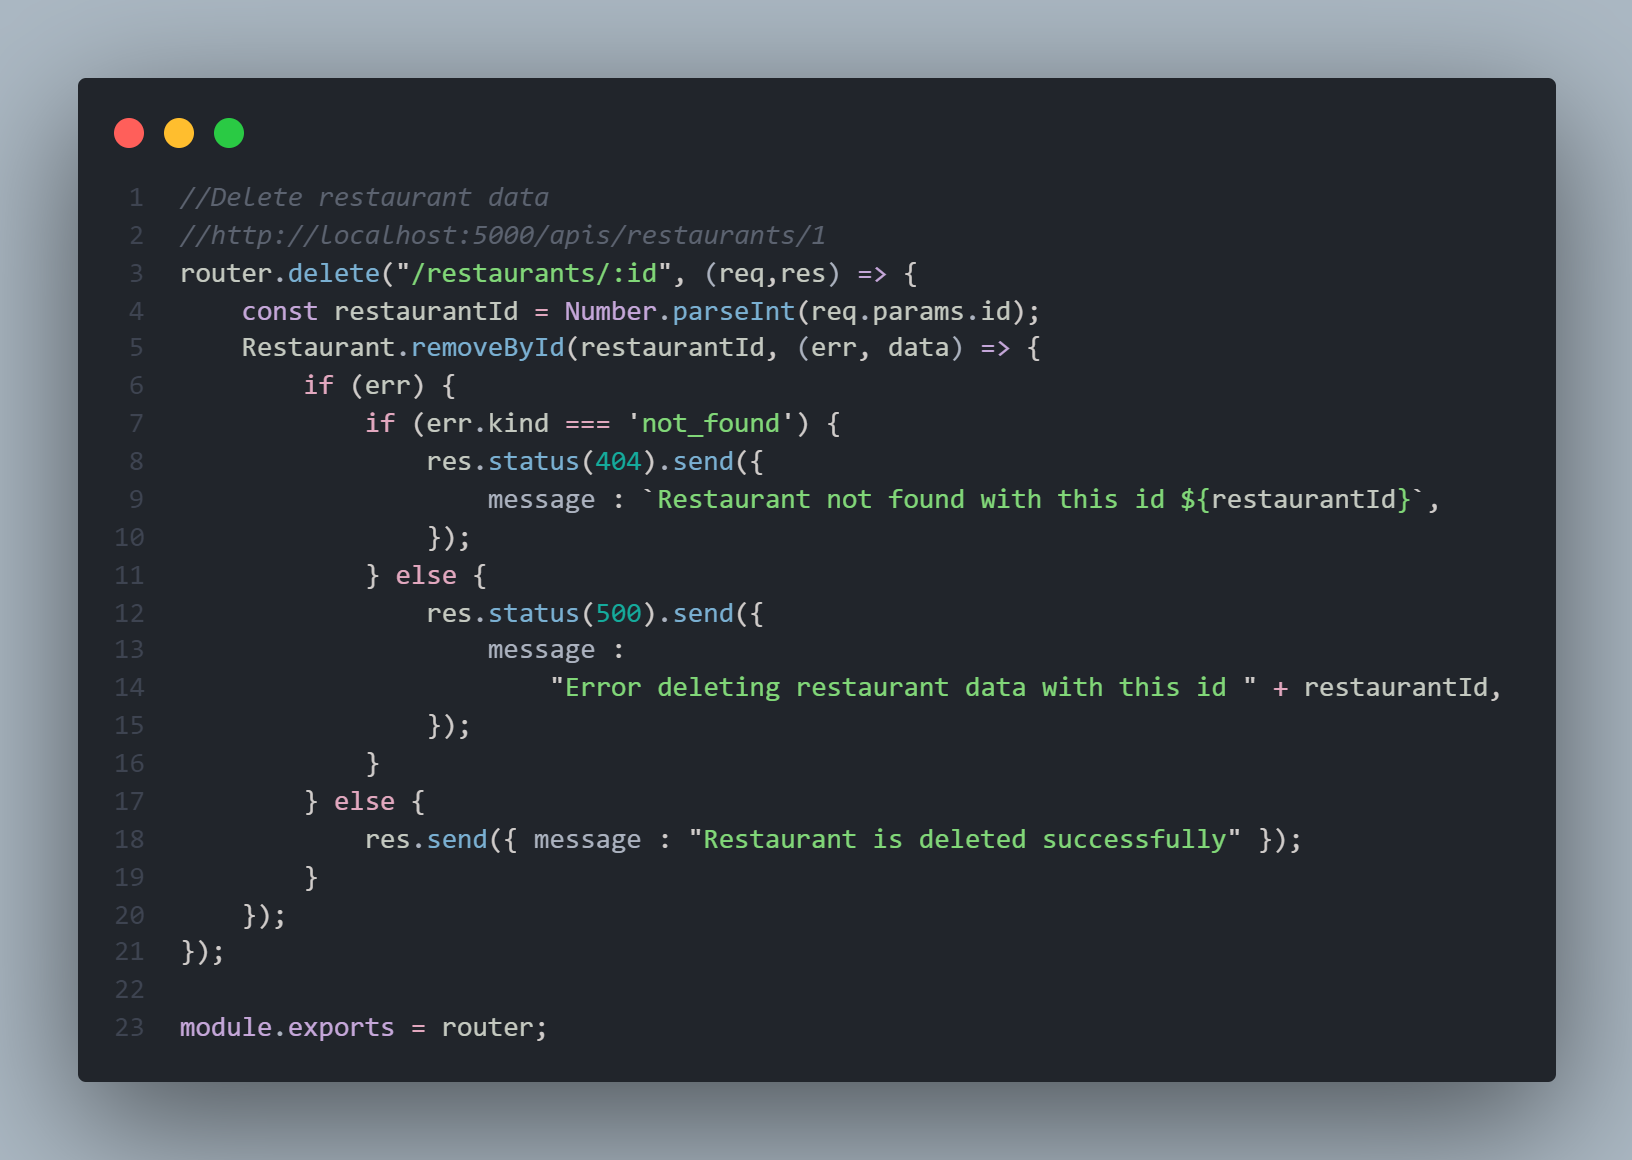 1 //Delete restaurant data
2 //http://localhost:5000/apis/restaurants/1
3 router.delete("/restaurants/:id", (req,res) => {
4     const restaurantId = Number.parseInt(req.params.id);
5     Restaurant.removeById(restaurantId, (err, data) => {
6         if (err) {
7             if (err.kind === 'not_found') {
8                 res.status(404).send({
9                     message : `Restaurant not found with this id ${restaurantId}`,
10                 });
11             } else {
12                 res.status(500).send({
13                     message :
14                         "Error deleting restaurant data with this id " + restaurantId,
15                 });
16             }
17         } else {
18             res.send({ message : "Restaurant is deleted successfully" });
19         }
20     });
21 });
22
23 module.exports = router;